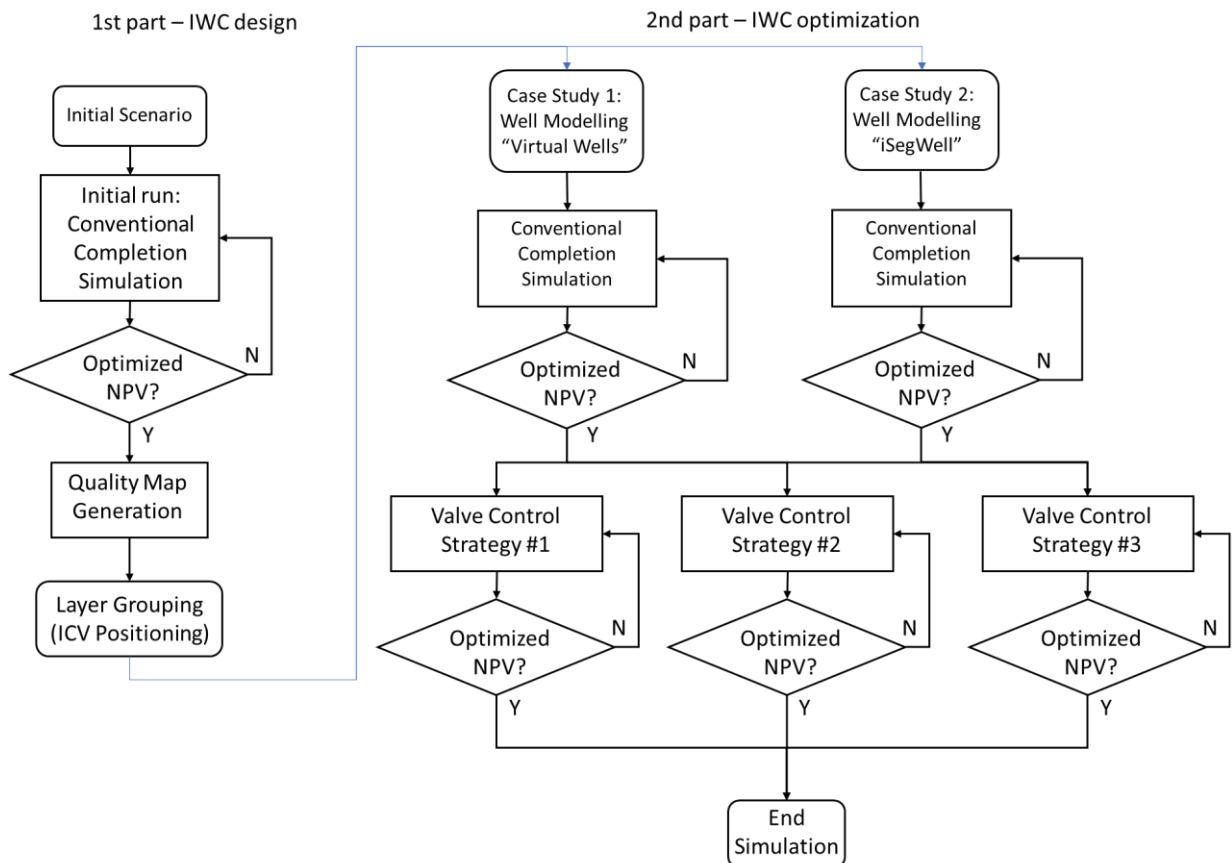 1st part – IWC design
2nd part – IWC optimization
Initial Scenario
Initial run:
Conventional
Completion
Simulation
Optimized
NPV?
N
Y
Quality Map
Generation
Layer Grouping
(ICV Positioning)
Case Study 1:
Well Modelling
“Virtual Wells”
Conventional
Completion
Simulation
Optimized
NPV?
N
Y
Case Study 2:
Well Modelling
“iSegWell”
Conventional
Completion
Simulation
Optimized
NPV?
N
Y
Valve Control
Strategy #1
Optimized
NPV?
N
Y
Valve Control
Strategy #2
Optimized
NPV?
N
Y
Valve Control
Strategy #3
Optimized
NPV?
N
Y
End
Simulation